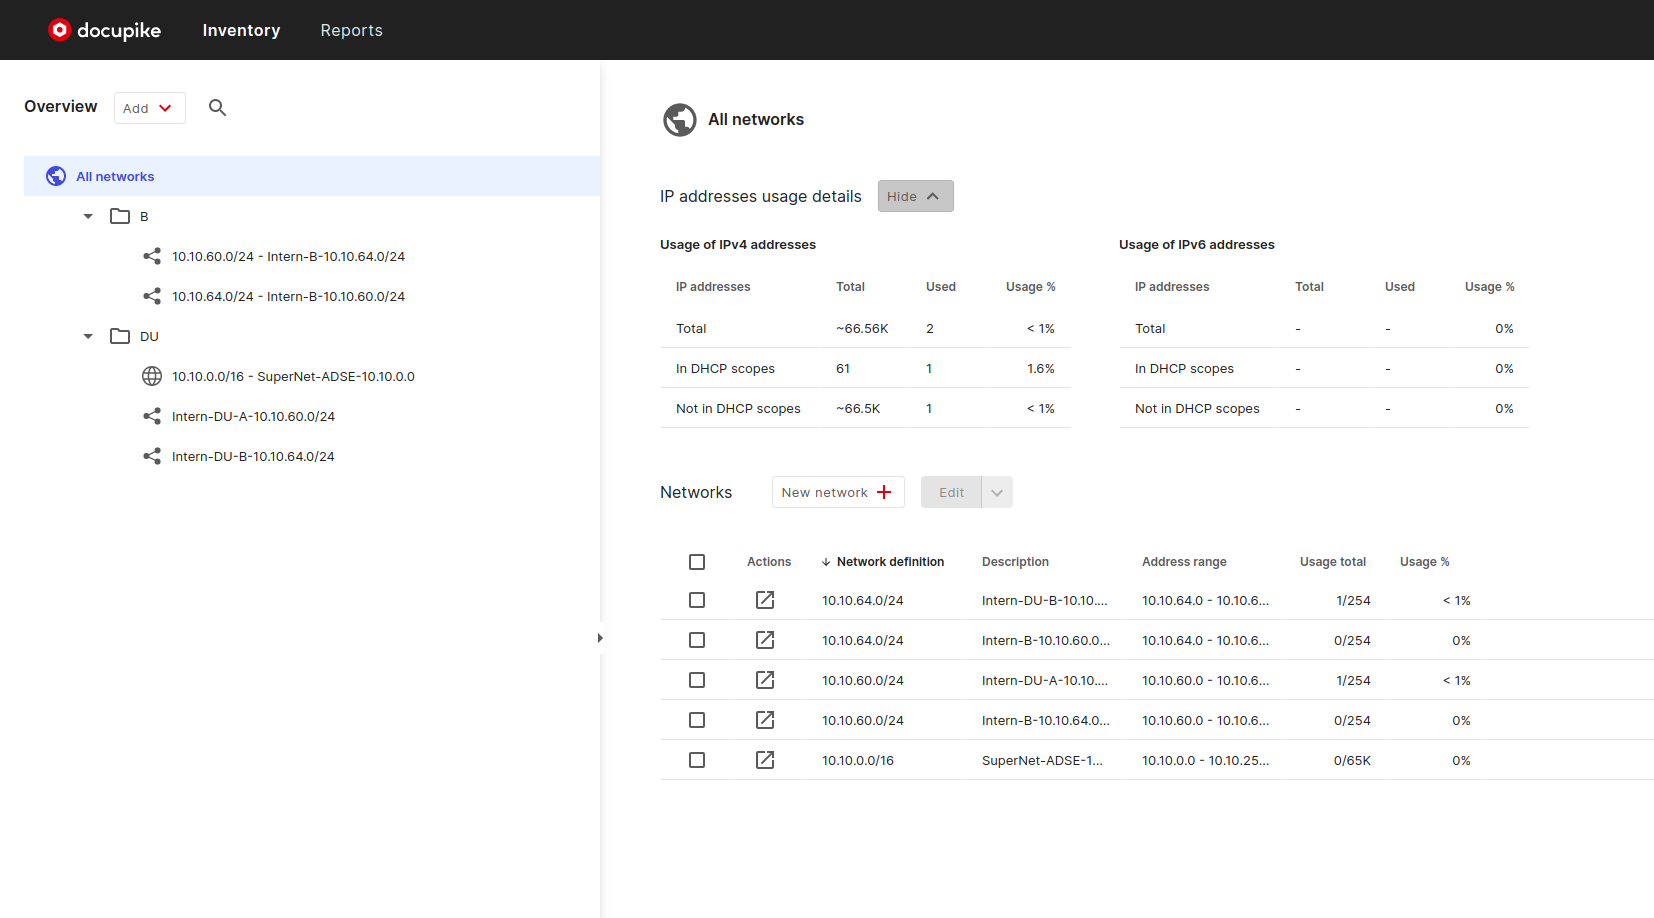 docupike Inventory Reports
Overview Add
All networks
B
10.10.60.0/24 - Intern-B-10.10.64.0/24
10.10.64.0/24 - Intern-B-10.10.60.0/24
DU
10.10.0.0/16 - SuperNet-ADSE-10.10.0.0
Intern-DU-A-10.10.60.0/24
Intern-DU-B-10.10.64.0/24
All networks
IP addresses usage details Hide
Usage of IPv4 addresses
IP addresses Total Used Usage %
Total ~66.56K 2 < 1%
In DHCP scopes 61 1 1.6%
Not in DHCP scopes ~66.5K 1 < 1%
Usage of IPv6 addresses
IP addresses Total Used Usage %
Total - - 0%
In DHCP scopes - - 0%
Not in DHCP scopes - - 0%
Networks New network Edit
Actions Network definition Description Address range Usage total Usage %
10.10.64.0/24 Intern-DU-B-10.10.... 10.10.64.0 - 10.10.6... 1/254 < 1%
10.10.64.0/24 Intern-B-10.10.60.0... 10.10.64.0 - 10.10.6... 0/254 0%
10.10.60.0/24 Intern-DU-A-10.10.... 10.10.60.0 - 10.10.6... 1/254 < 1%
10.10.60.0/24 Intern-B-10.10.64.0... 10.10.60.0 - 10.10.6... 0/254 0%
10.10.0.0/16 SuperNet-ADSE-1... 10.10.0.0 - 10.10.25... 0/65K 0%